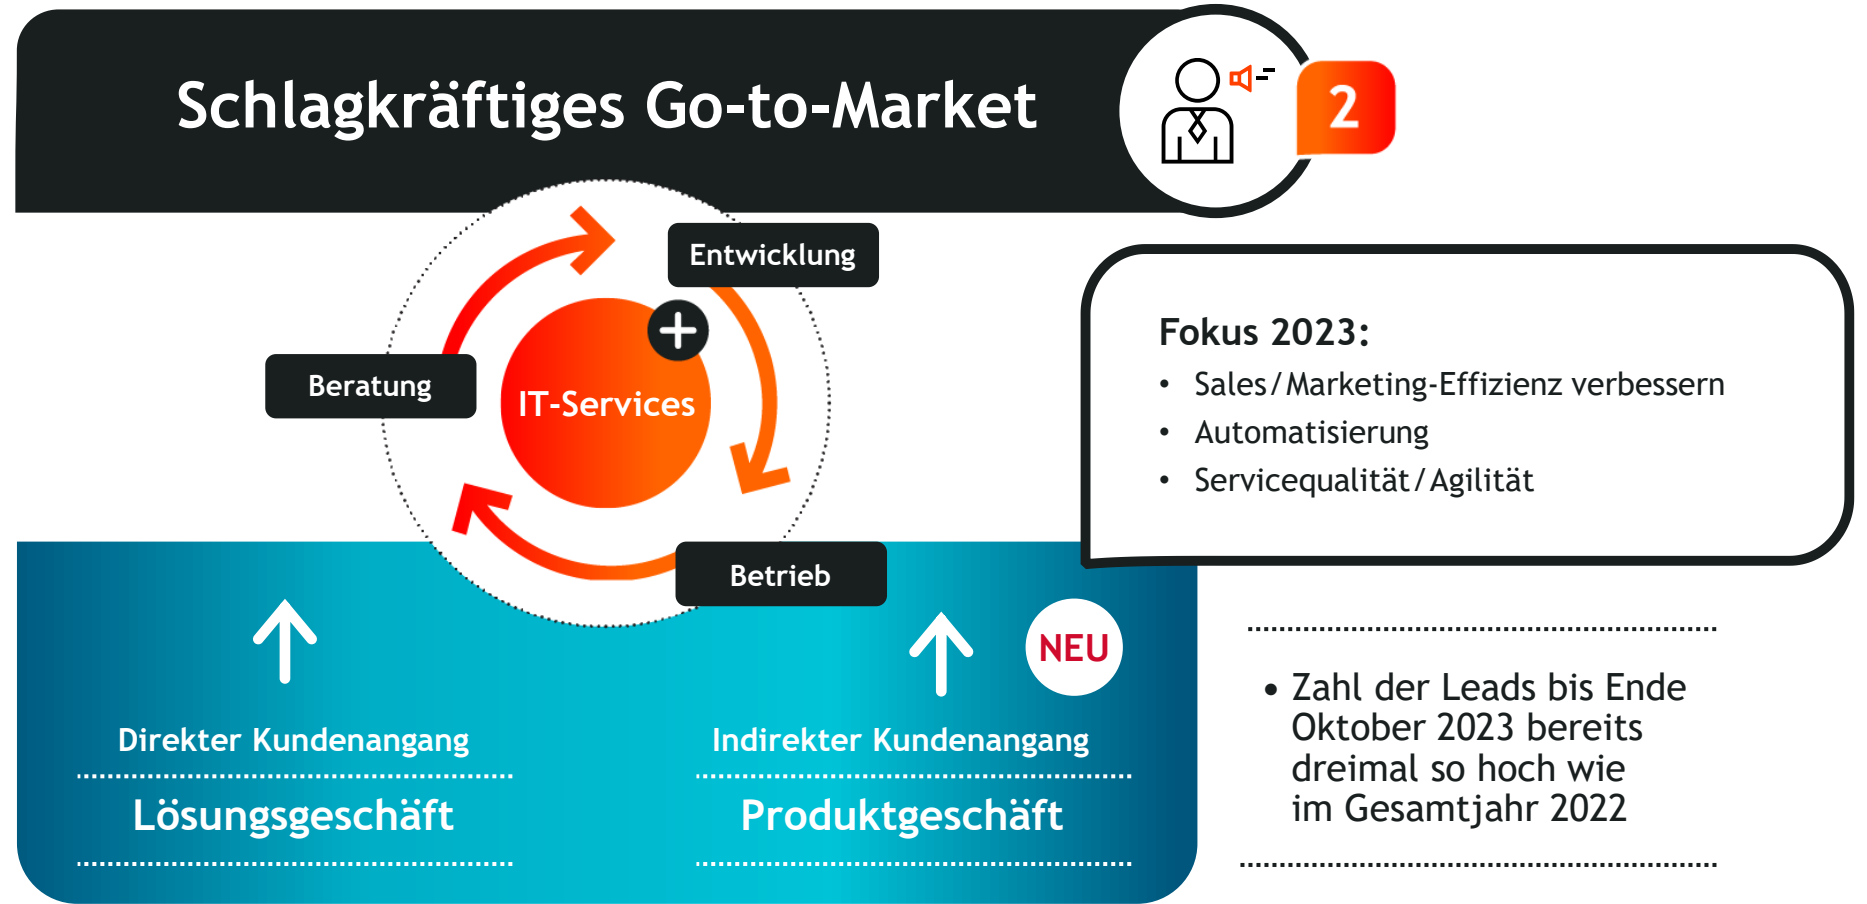 Schlagkräftiges Go-to-Market
2
Entwicklung
Beratung
IT-Services
Betrieb
Fokus 2023:
• Sales/Marketing-Effizienz verbessern
• Automatisierung
• Servicequalität/Agilität
NEU
Direkter Kundenangang
Lösungsgeschäft
Indirekter Kundenangang
Produktgeschäft
• Zahl der Leads bis Ende
Oktober 2023 bereits
dreimal so hoch wie
im Gesamtjahr 2022